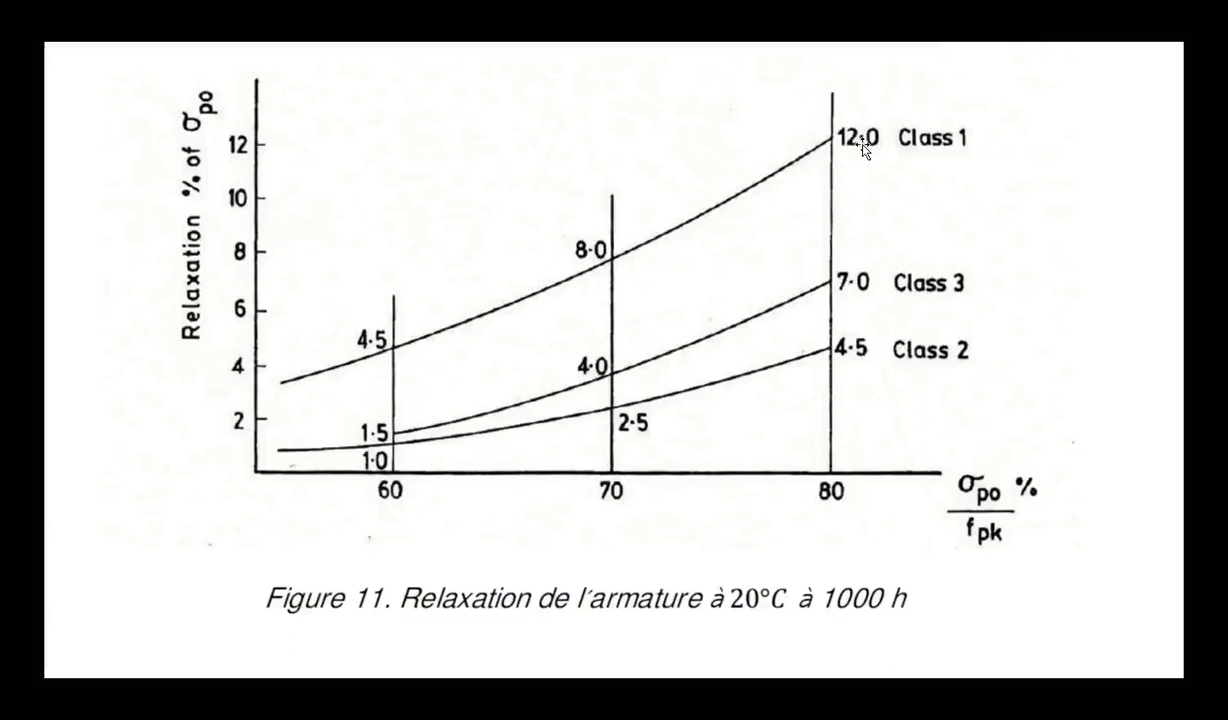 Relaxation % of σpo
12
10
8
6
4
2
12·0 Class 1
8·0
7·0 Class 3
4·5
4·0
4·5 Class 2
2·5
1·5
1·0
60 70 80
σpo %
fpk
Figure 11. Relaxation de l'armature à 20°C à 1000 h